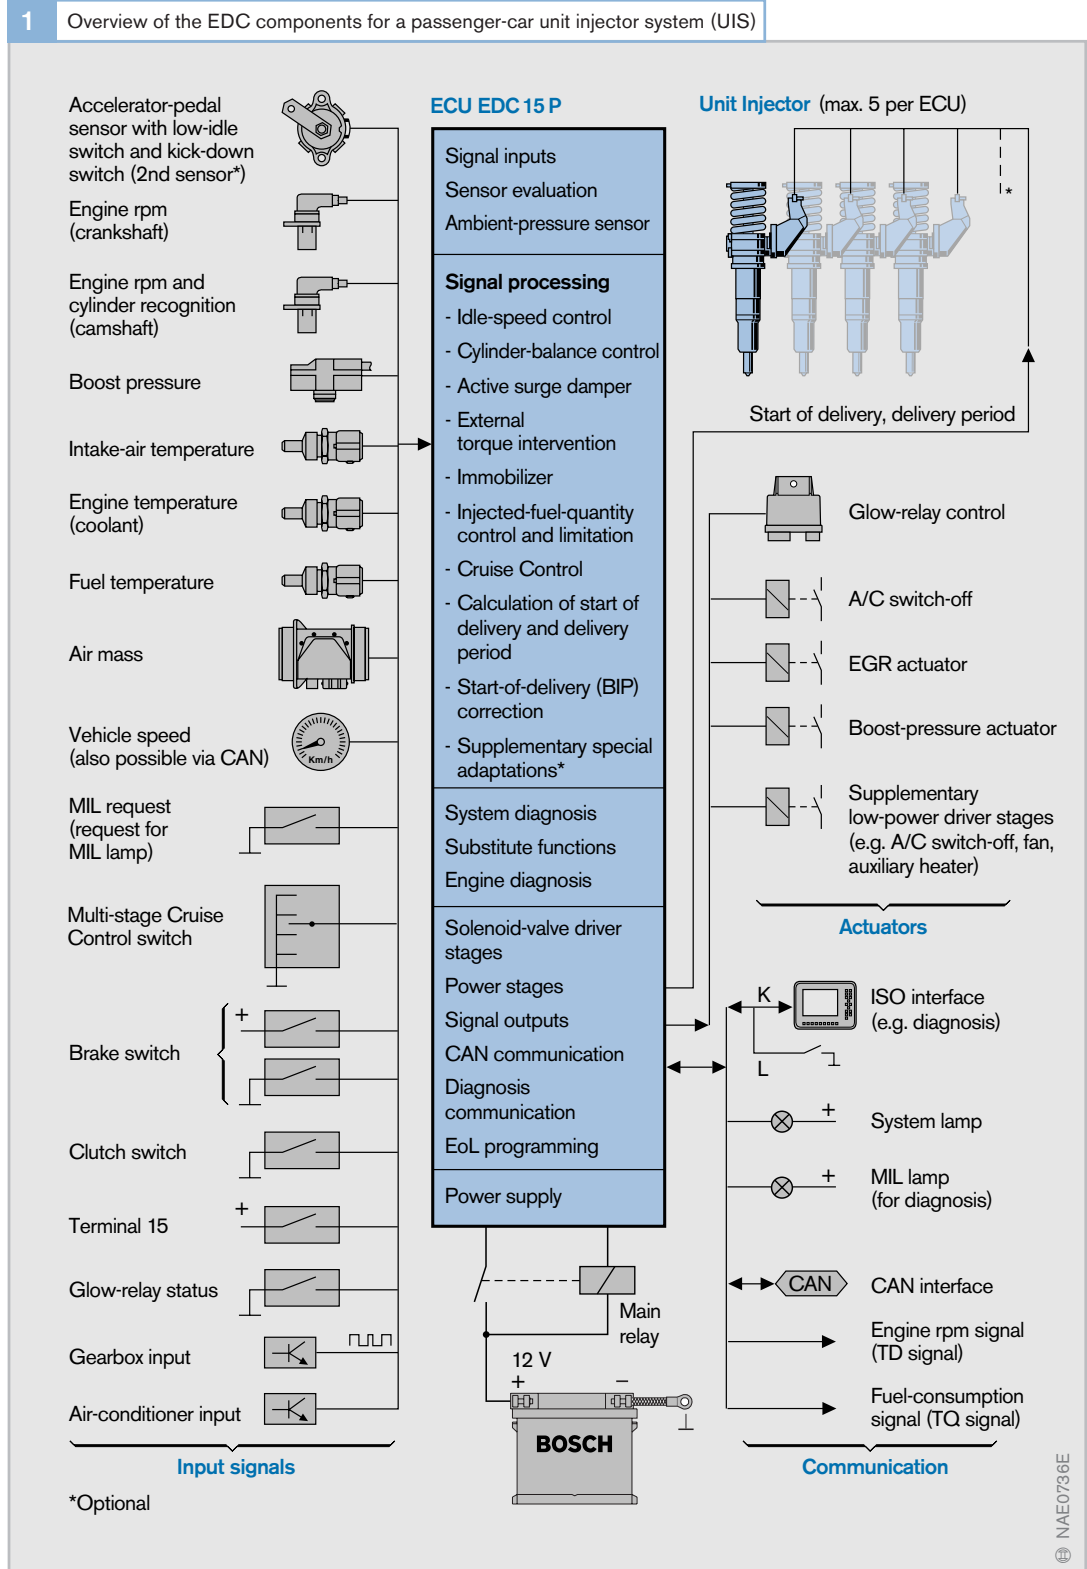 1
Overview of the EDC components for a passenger-car unit injector system (UIS)
Accelerator-pedal
sensor with low-idle
switch and kick-down
switch (2nd sensor*)
Engine rpm
(crankshaft)
Engine rpm and
cylinder recognition
(camshaft)
Boost pressure
Intake-air temperature
Engine temperature
(coolant)
Fuel temperature
Air mass
Vehicle speed
(also possible via CAN)
Km/h
MIL request
(request for
MIL lamp)
Multi-stage Cruise
Control switch
Brake switch
+
Clutch switch
Terminal 15
+
Glow-relay status
Gearbox input
Air-conditioner input
Input signals
*Optional
ECU EDC 15 P
Signal inputs
Sensor evaluation
Ambient-pressure sensor
Signal processing
- Idle-speed control
- Cylinder-balance control
- Active surge damper
- External
torque intervention
- Immobilizer
- Injected-fuel-quantity
control and limitation
- Cruise Control
- Calculation of start of
delivery and delivery
period
- Start-of-delivery (BIP)
correction
- Supplementary special
adaptations*
System diagnosis
Substitute functions
Engine diagnosis
Solenoid-valve driver
stages
Power stages
Signal outputs
CAN communication
Diagnosis
communication
EoL programming
Power supply
Main
relay
12 V
+ −
BOSCH
Unit Injector (max. 5 per ECU)
*
Start of delivery, delivery period
Glow-relay control
A/C switch-off
EGR actuator
Boost-pressure actuator
Supplementary
low-power driver stages
(e.g. A/C switch-off, fan,
auxiliary heater)
Actuators
K
L
ISO interface
(e.g. diagnosis)
+
System lamp
+
MIL lamp
(for diagnosis)
CAN
CAN interface
Engine rpm signal
(TD signal)
Fuel-consumption
signal (TQ signal)
Communication
NAE0736E